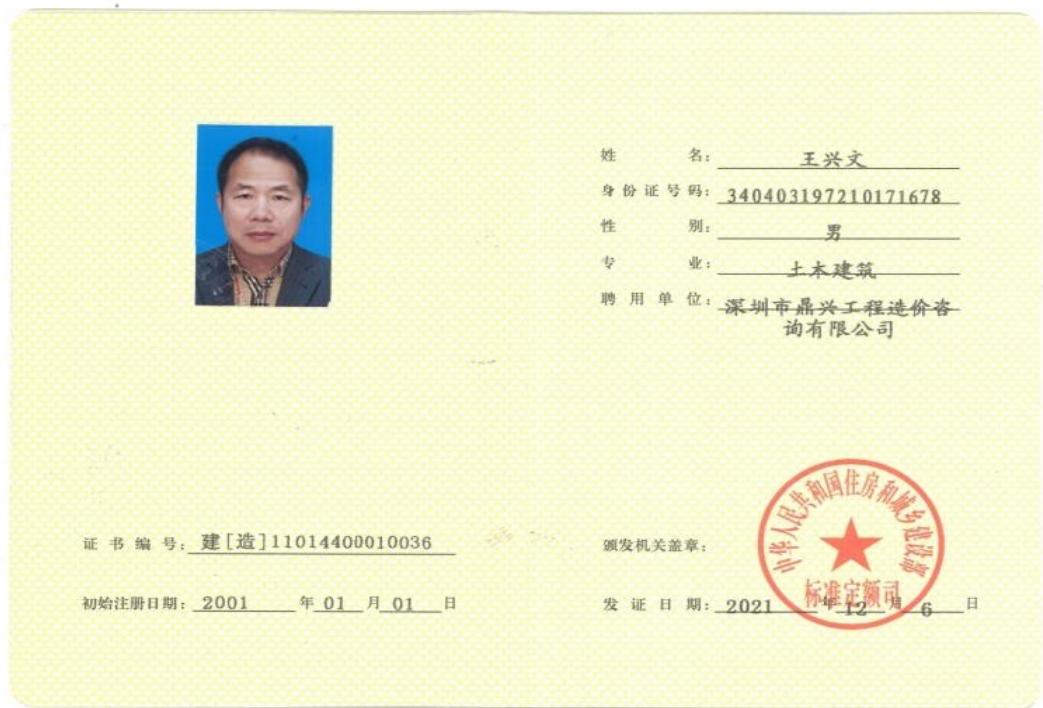 姓名：王兴文
身份证号码：340403197210171678
性别：男
专业：土木建筑
聘用单位：深圳市鼎兴工程造价咨
询有限公司
证书编号：建[造]11014400010036
初始注册日期：2001年01月01日
颁发机关盖章：
中华人民共和国住房和城乡建设部
标准定额司
发证日期：2021年12月6日